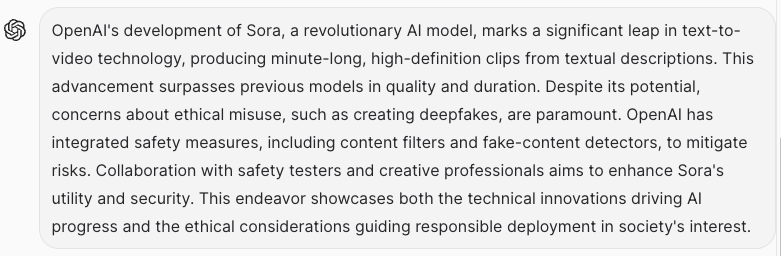 OpenAI's development of Sora, a revolutionary AI model, marks a significant leap in text-to-
video technology, producing minute-long, high-definition clips from textual descriptions. This
advancement surpasses previous models in quality and duration. Despite its potential,
concerns about ethical misuse, such as creating deepfakes, are paramount. OpenAI has
integrated safety measures, including content filters and fake-content detectors, to mitigate
risks. Collaboration with safety testers and creative professionals aims to enhance Sora's
utility and security. This endeavor showcases both the technical innovations driving AI
progress and the ethical considerations guiding responsible deployment in society's interest.